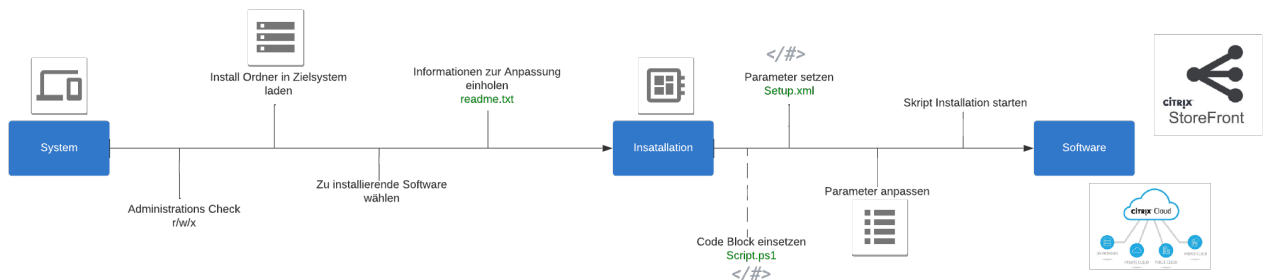 System
Administrations Check
r/w/x
Install Ordner in Zielsystem
laden
Zu installierende Software
wählen
Informationen zur Anpassung
einholen
readme.txt
Insatallation
Code Block einsetzen
Script.ps1
</#>
</#>
Parameter setzen
Setup.xml
Parameter anpassen
Skript Installation starten
Software
CITRIX
StoreFront
CITRIX Cloud